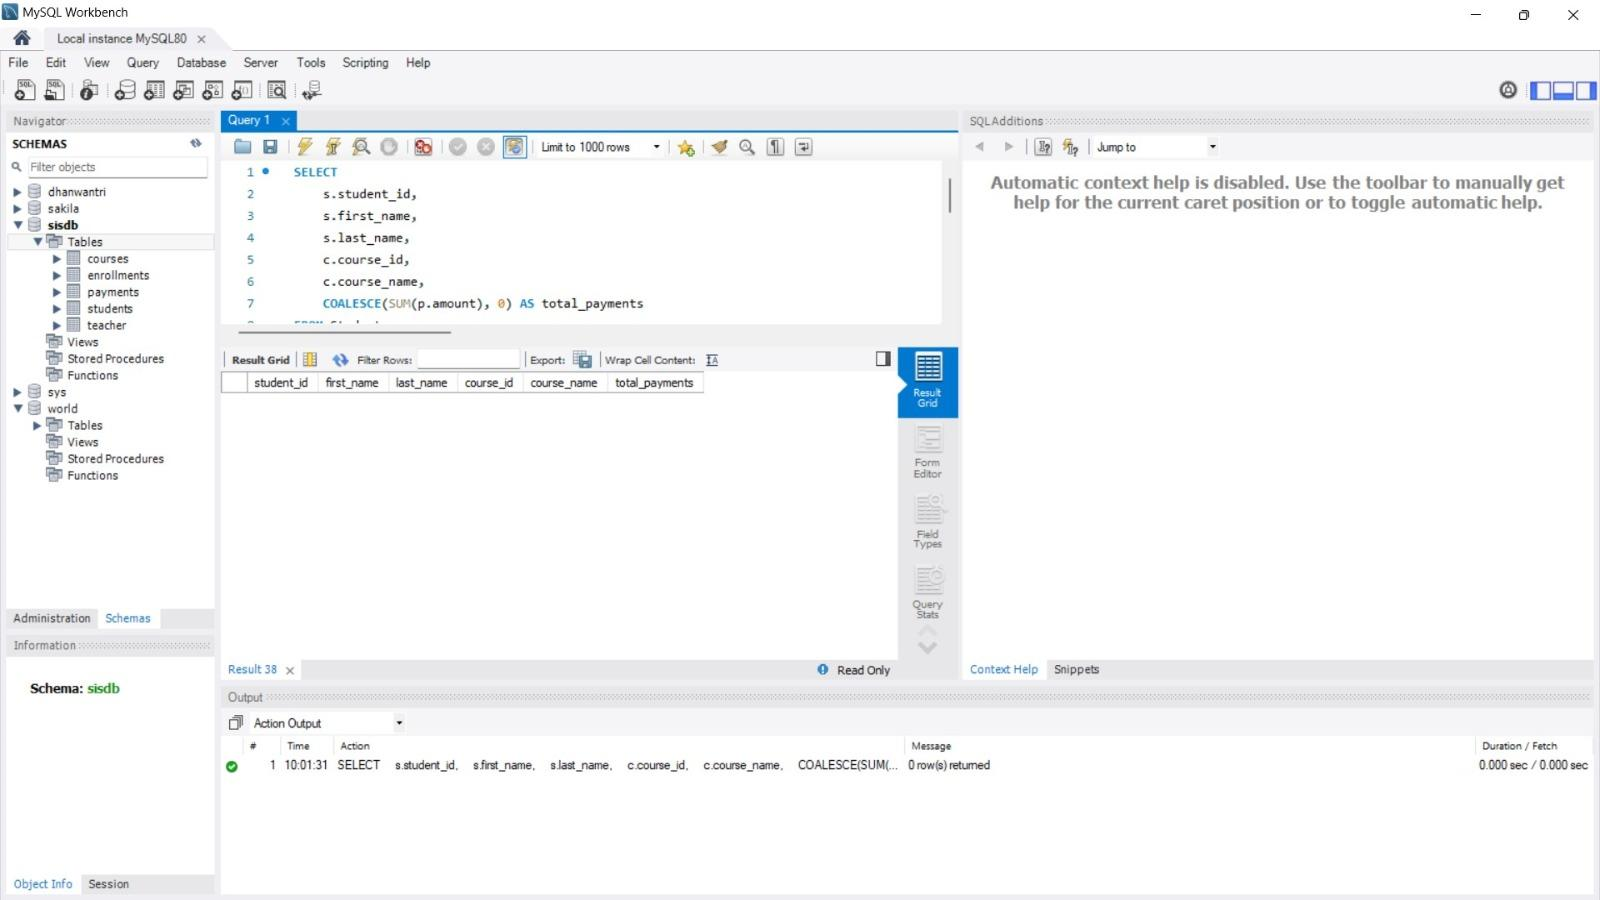 MySQL Workbench
Local instance MySQL80
File Edit View Query Database Server Tools Scripting Help
Navigator
SCHEMAS
Filter objects
dhanwantri
sakila
sisdb
Tables
courses
enrollments
payments
students
teacher
Views
Stored Procedures
Functions
sys
world
Tables
Views
Stored Procedures
Functions
Administration Schemas
Information
Schema: sisdb
Object Info Session
Query 1
Limit to 1000 rows
1 SELECT
2 s.student_id,
3 s.first_name,
4 s.last_name,
5 c.course_id,
6 c.course_name,
7 COALESCE(SUM(p.amount), 0) AS total_payments
Result Grid Filter Rows: Export: Wrap Cell Content:
student_id first_name last_name course_id course_name total_payments
Result
Grid
Form
Editor
Field
Types
Query
Stats
Result 38 Read Only
SQLAdditions
Jump to
Automatic context help is disabled. Use the toolbar to manually get
help for the current caret position or to toggle automatic help.
Context Help Snippets
Output
Action Output
# Time Action Message Duration / Fetch
1 10:01:31 SELECT s.student_id, s.first_name, s.last_name, c.course_id, c.course_name, COALESCE(SUM(... 0 row(s) returned 0.000 sec / 0.000 sec